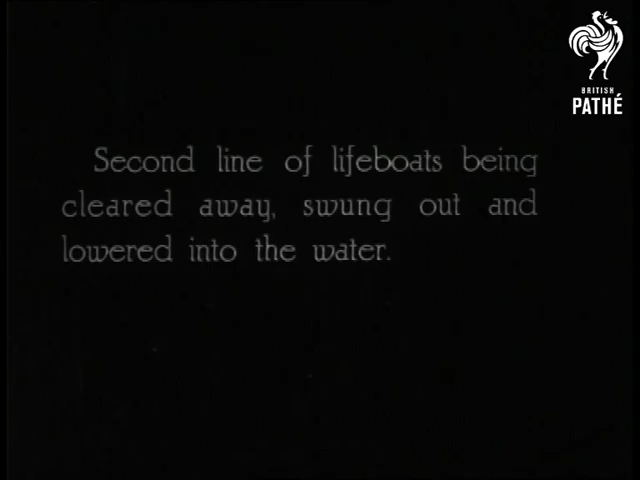 BRITISH
PATHÉ
Second line of lifeboats being
cleared away, swung out and
lowered into the water.